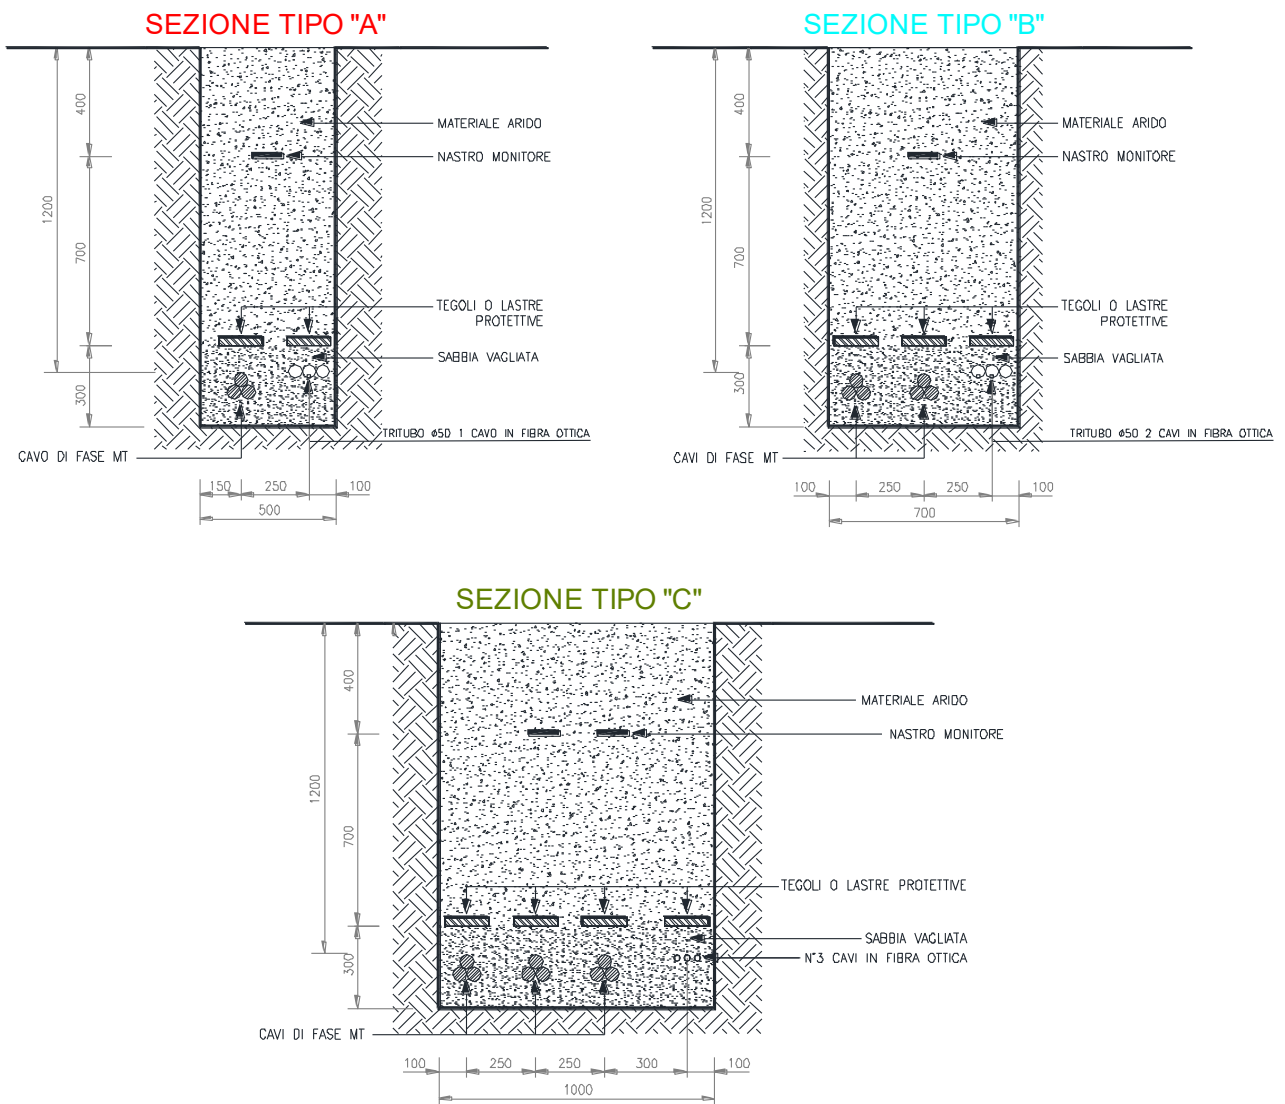 SEZIONE TIPO "A"
400
1200
700
300
MATERIALE ARIDO
NASTRO MONITORE
TEGOLI O LASTRE
PROTETTIVE
SABBIA VAGLIATA
TRITUBO ø50 1 CAVO IN FIBRA OTTICA
CAVO DI FASE MT
150 250 100
500
SEZIONE TIPO "B"
400
1200
700
300
MATERIALE ARIDO
NASTRO MONITORE
TEGOLI O LASTRE
PROTETTIVE
SABBIA VAGLIATA
TRITUBO ø50 2 CAVI IN FIBRA OTTICA
CAVI DI FASE MT
100 250 250 100
700
SEZIONE TIPO "C"
400
1200
700
300
MATERIALE ARIDO
NASTRO MONITORE
TEGOLI O LASTRE PROTETTIVE
SABBIA VAGLIATA
N°3 CAVI IN FIBRA OTTICA
CAVI DI FASE MT
100 250 250 300 100
1000